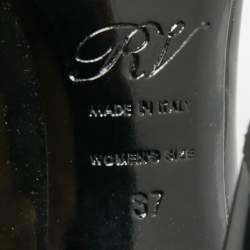 RV
MADE IN ITALY
WOMEN'S SIZE
37